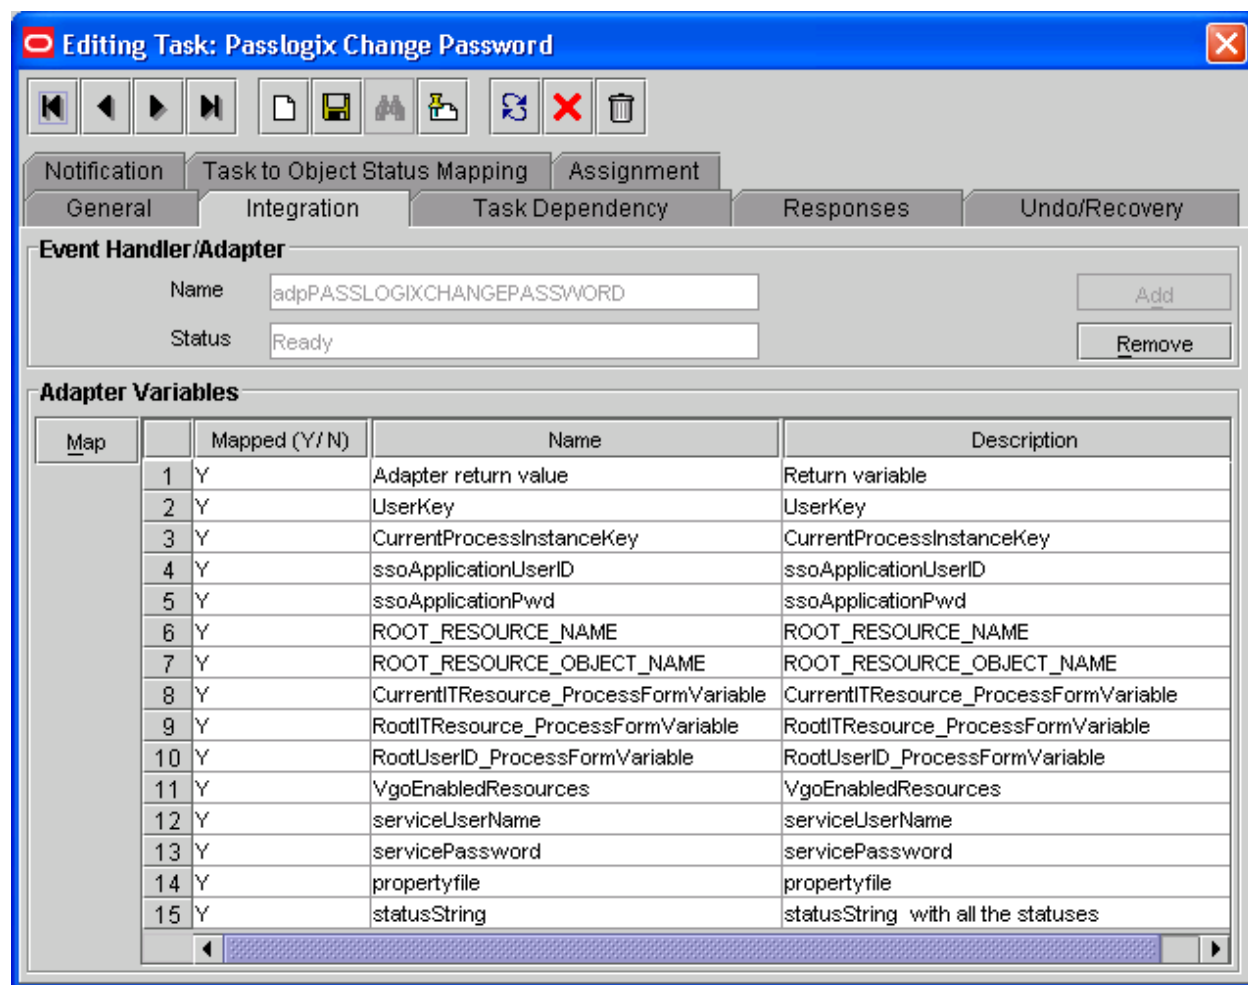 Editing Task: Passlogix Change Password
Notification Task to Object Status Mapping Assignment
General Integration Task Dependency Responses Undo/Recovery
Event Handler/Adapter
Name adpPASSLOGIXCHANGEPASSWORD Add
Status Ready Remove
Adapter Variables
Map Mapped (Y/N) Name Description
1 Y Adapter return value Return variable
2 Y UserKey UserKey
3 Y CurrentProcessInstanceKey CurrentProcessInstanceKey
4 Y ssoApplicationUserID ssoApplicationUserID
5 Y ssoApplicationPwd ssoApplicationPwd
6 Y ROOT_RESOURCE_NAME ROOT_RESOURCE_NAME
7 Y ROOT_RESOURCE_OBJECT_NAME ROOT_RESOURCE_OBJECT_NAME
8 Y CurrentITResource_ProcessFormVariable CurrentITResource_ProcessFormVariable
9 Y RootITResource_ProcessFormVariable RootITResource_ProcessFormVariable
10 Y RootUserID_ProcessFormVariable RootUserID_ProcessFormVariable
11 Y VgoEnabledResources VgoEnabledResources
12 Y serviceUserName serviceUserName
13 Y servicePassword servicePassword
14 Y propertyfile propertyfile
15 Y statusString statusString with all the statuses